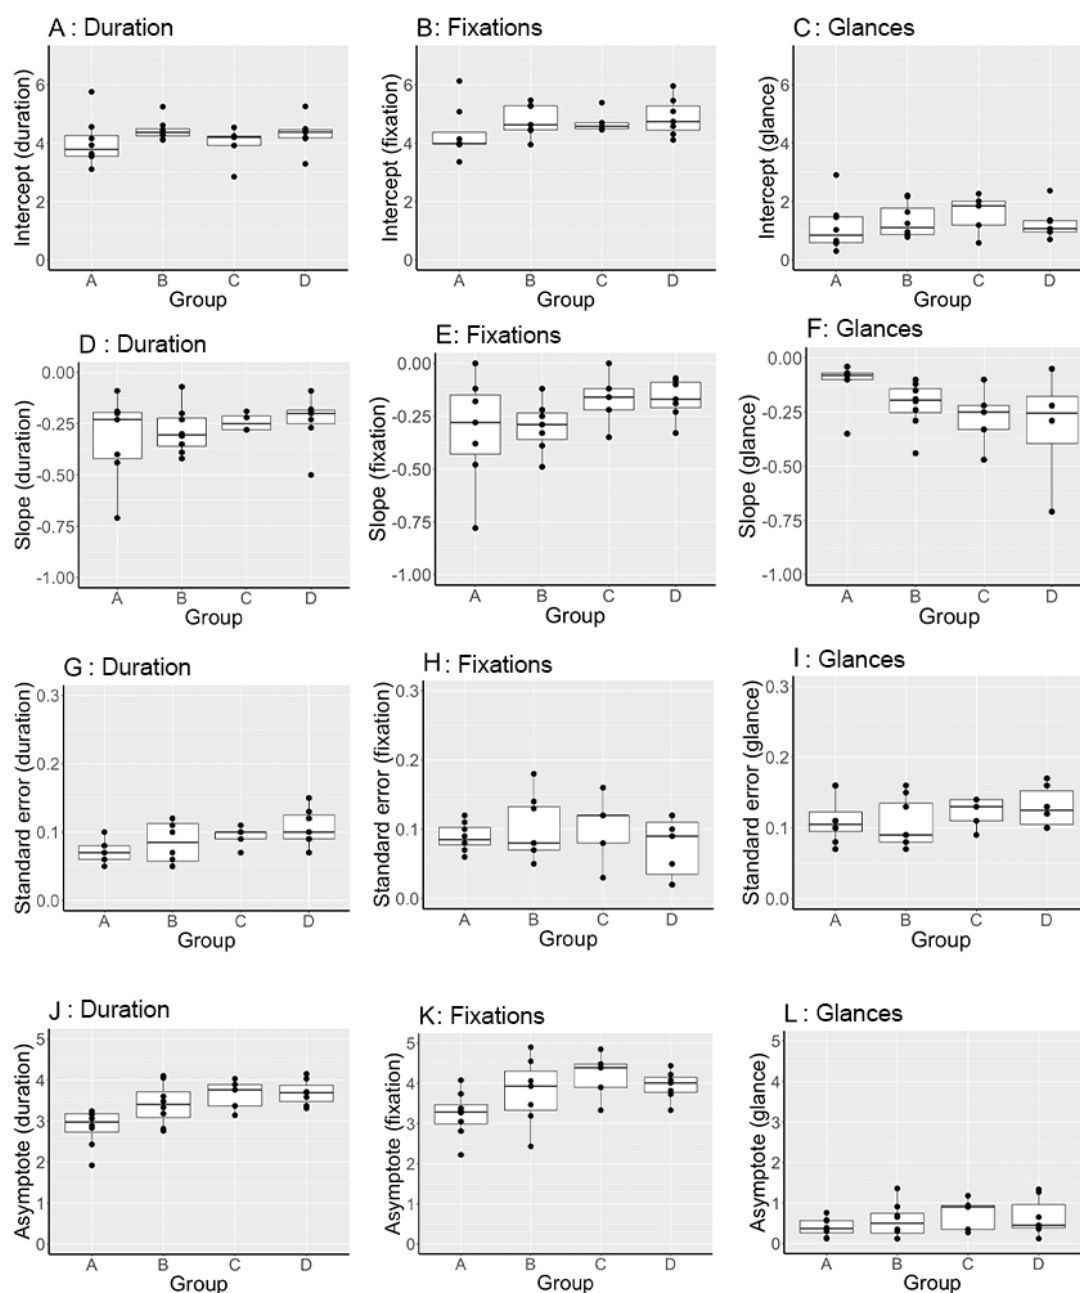 A : Duration
B: Fixations
C: Glances
Intercept (duration)
6
4
2
0
A B C D
Group
Intercept (fixation)
6
4
2
0
A B C D
Group
Intercept (glance)
6
4
2
0
A B C D
Group
D : Duration
E: Fixations
F: Glances
Slope (duration)
0.00
-0.25
-0.50
-0.75
-1.00
A B C D
Group
Slope (fixation)
0.00
-0.25
-0.50
-0.75
-1.00
A B C D
Group
Slope (glance)
0.00
-0.25
-0.50
-0.75
-1.00
A B C D
Group
G : Duration
H: Fixations
I: Glances
Standard error (duration)
0.3
0.2
0.1
0.0
A B C D
Group
Standard error (fixation)
0.3
0.2
0.1
0.0
A B C D
Group
Standard error (glance)
0.3
0.2
0.1
0.0
A B C D
Group
J : Duration
K: Fixations
L: Glances
Asymptote (duration)
5
4
3
2
1
0
A B C D
Group
Asymptote (fixation)
5
4
3
2
1
0
A B C D
Group
Asymptote (glance)
5
4
3
2
1
0
A B C D
Group